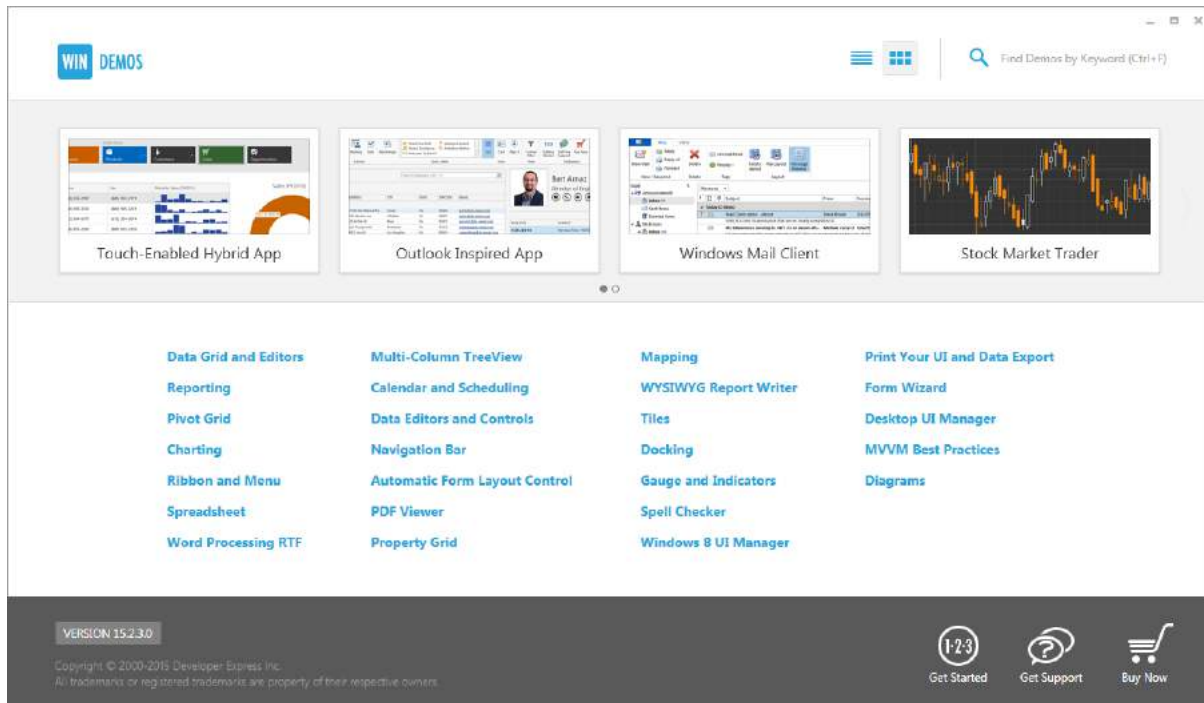 WIN DEMOS
Find Demos by Keyword (Ctrl+F)
Touch-Enabled Hybrid App
Outlook Inspired App
Windows Mail Client
Stock Market Trader
Data Grid and Editors
Reporting
Pivot Grid
Charting
Ribbon and Menu
Spreadsheet
Word Processing RTF
Multi-Column TreeView
Calendar and Scheduling
Data Editors and Controls
Navigation Bar
Automatic Form Layout Control
PDF Viewer
Property Grid
Mapping
WYSIWYG Report Writer
Tiles
Docking
Gauge and Indicators
Spell Checker
Windows 8 UI Manager
Print Your UI and Data Export
Form Wizard
Desktop UI Manager
MVVM Best Practices
Diagrams
VERSION 15.2.3.0
Copyright © 2000-2015 Developer Express Inc.
All trademarks or registered trademarks are property of their respective owners.
1·2·3
Get Started
Get Support
Buy Now